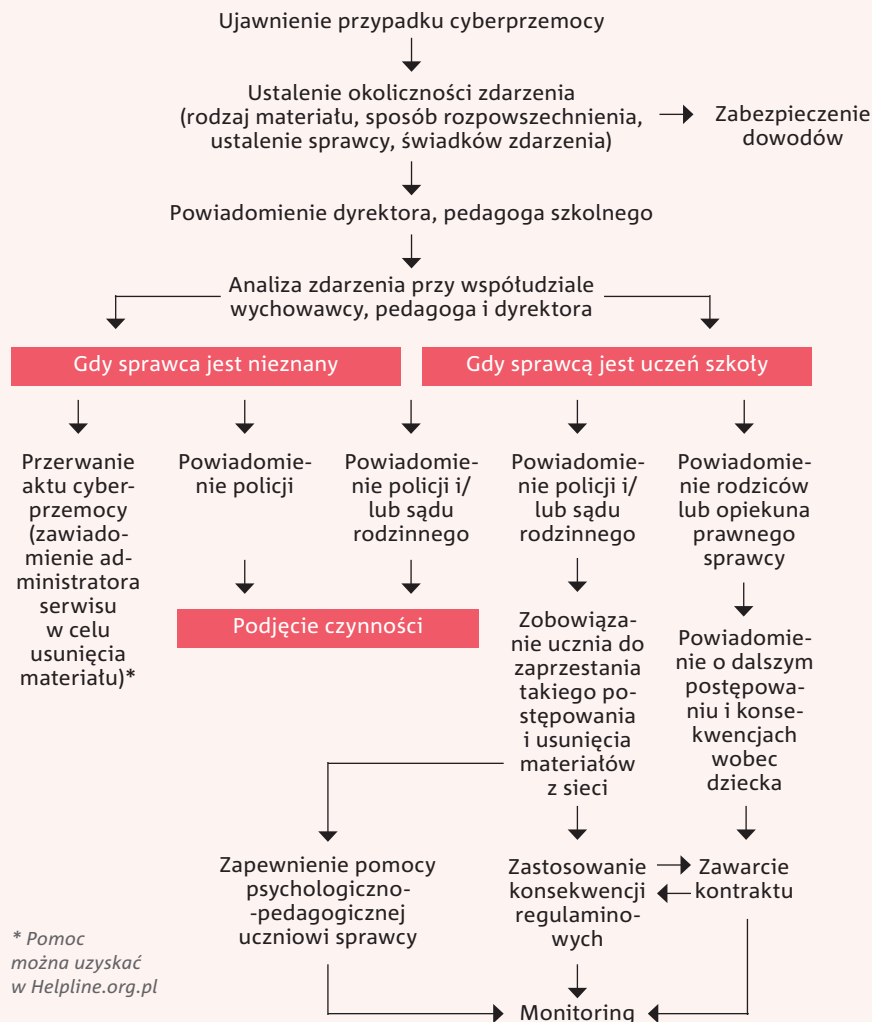 Ujawnienie przypadku cyberprzemocy
Ustalenie okoliczności zdarzenia
(rodzaj materiału, sposób rozpowszechnienia,
ustalenie sprawcy, świadków zdarzenia)
Zabezpieczenie
dowodów
Powiadomienie dyrektora, pedagoga szkolnego
Analiza zdarzenia przy współudziale
wychowawcy, pedagoga i dyrektora
Gdy sprawca jest nieznany
Gdy sprawcą jest uczeń szkoły
Przerwanie
aktu cyber-
przemocy
(zawiado-
mienie ad-
ministratora
serwisu
w celu
usunięcia
materiału)*
Powiadomie-
nie policji
Powiadomie-
nie policji i/
lub sądu
rodzinnego
Podjęcie czynności
Powiadomie-
nie policji i/
lub sądu
rodzinnego
Zobowiąza-
nie ucznia do
zaprzestania
takiego po-
stępowania
i usunięcia
materiałów
z sieci
Powiadomie-
nie rodziców
lub opiekuna
prawnego
sprawcy
Powiadomie-
nie o dalszym
postępowa-
niu i konse-
kwencjach
wobec
dziecka
Zapewnienie pomocy
psychologiczno-
-pedagogicznej
uczniowi sprawcy
Zastosowanie
konsekwencji
regulamino-
wych
Zawarcie
kontraktu
Monitoring
* Pomoc
można uzyskać
w Helpline.org.pl